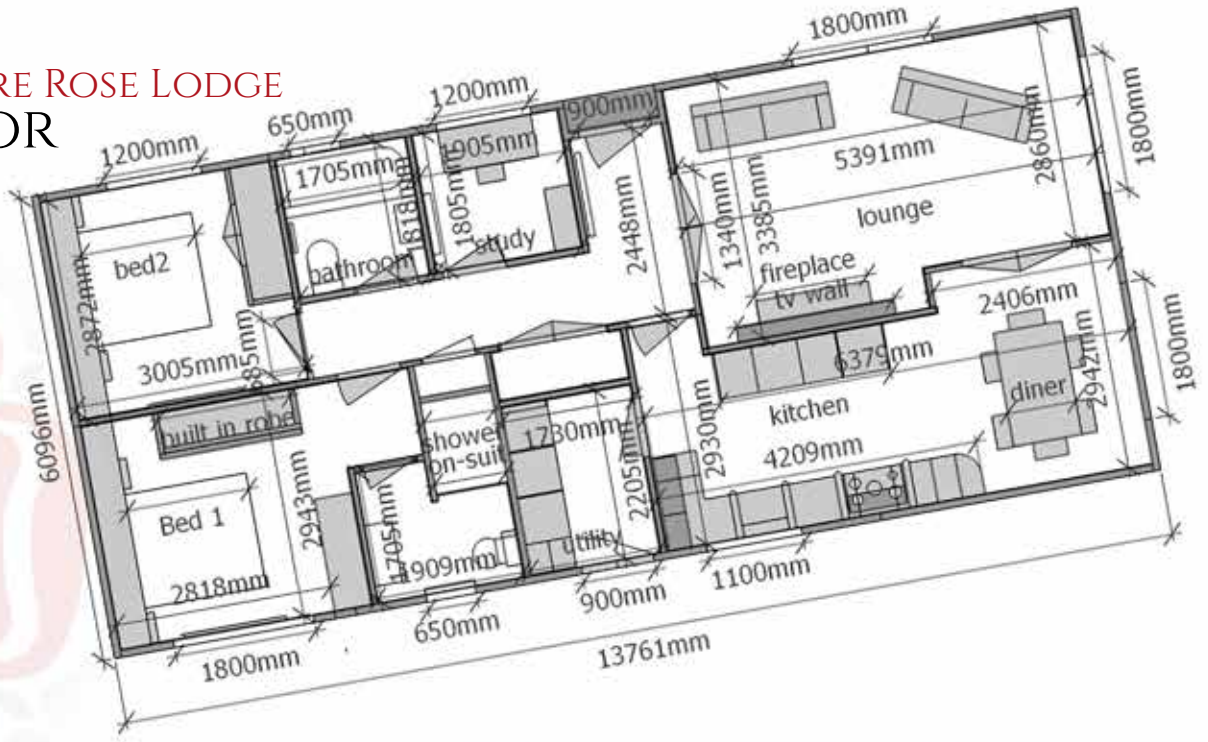 RE ROSE LODGE
OR
1800mm
1200mm
900mm
650mm
1200mm
1705mm
1905mm
1818mm
1805mm
2448mm
1340mm
3385mm
5391mm
2860mm
1800mm
lounge
fireplace
tv wall
bed2
bathroom
study
2872mm
3005mm
685mm
2406mm
6379mm
2942mm
1800mm
diner
kitchen
4209mm
2930mm
built in robe
shower
on-suit
1730mm
2205mm
utility
6096mm
Bed 1
2943mm
2818mm
1705mm
1909mm
1800mm
650mm
900mm
1100mm
13761mm